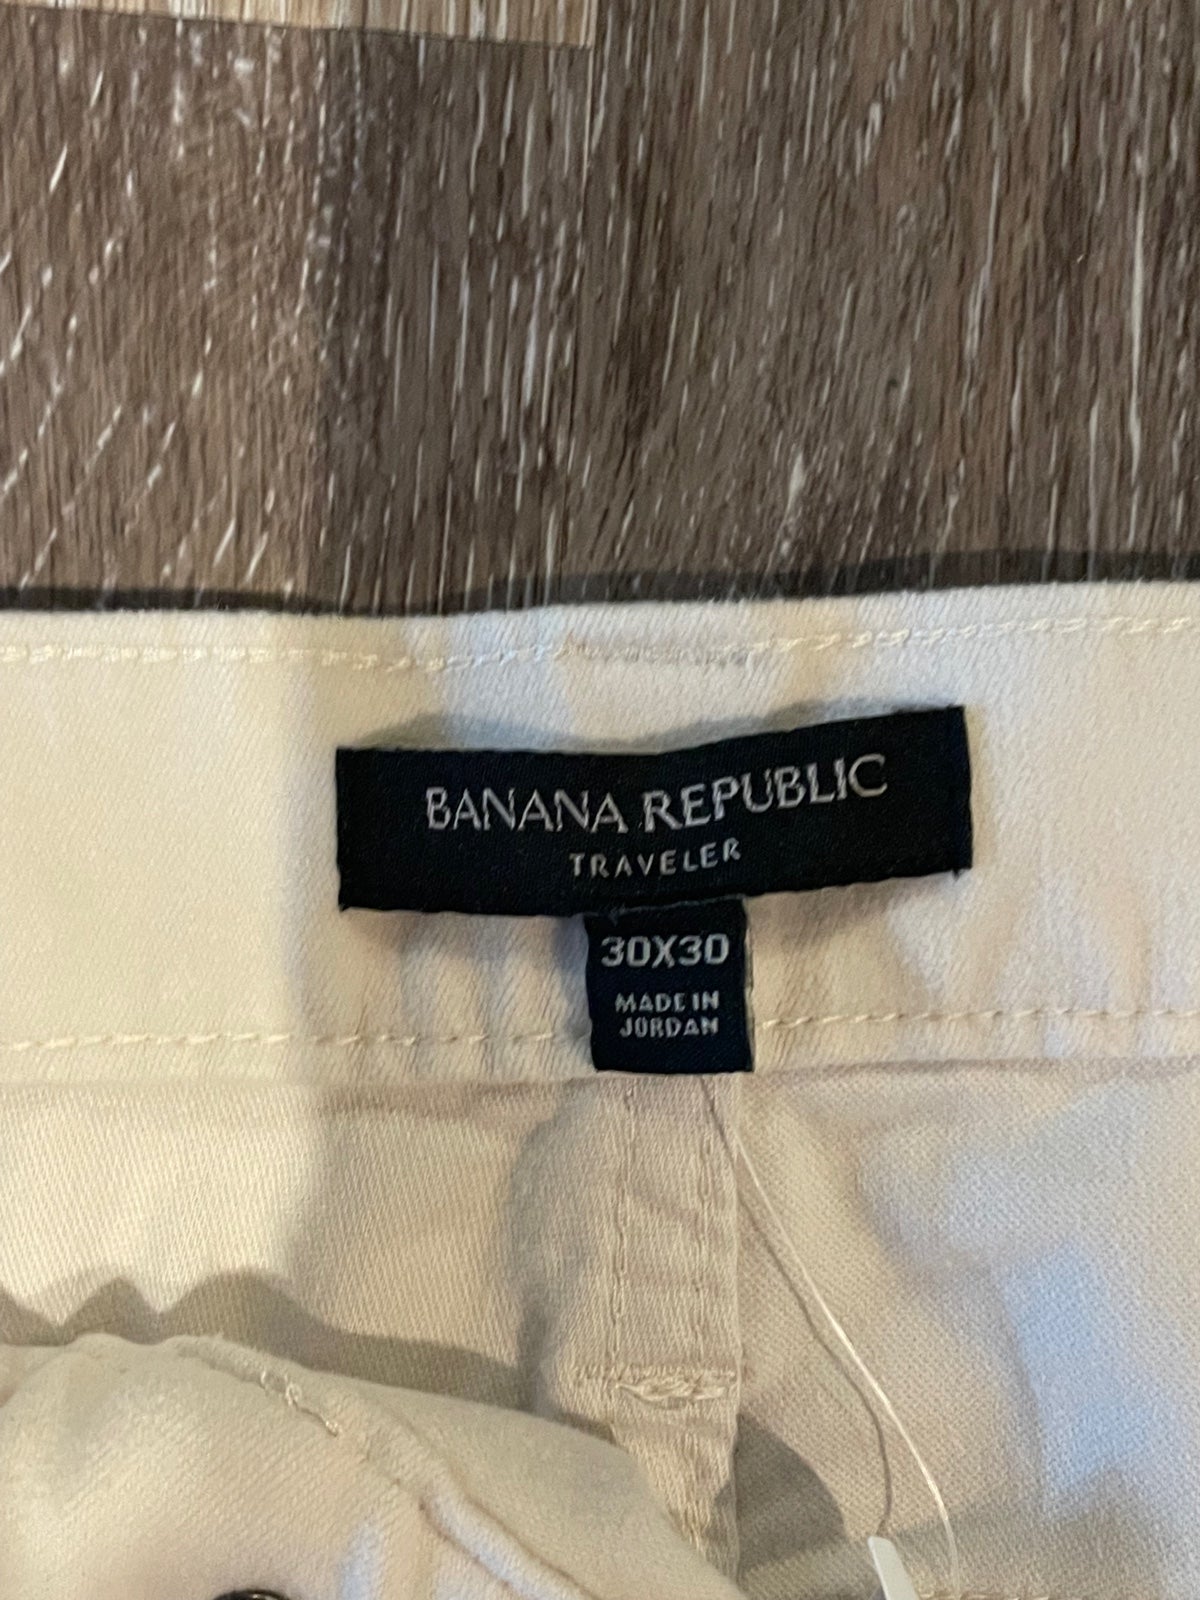 BANANA REPUBLIC
TRAVELER
30X30
MADE IN
JORDAN